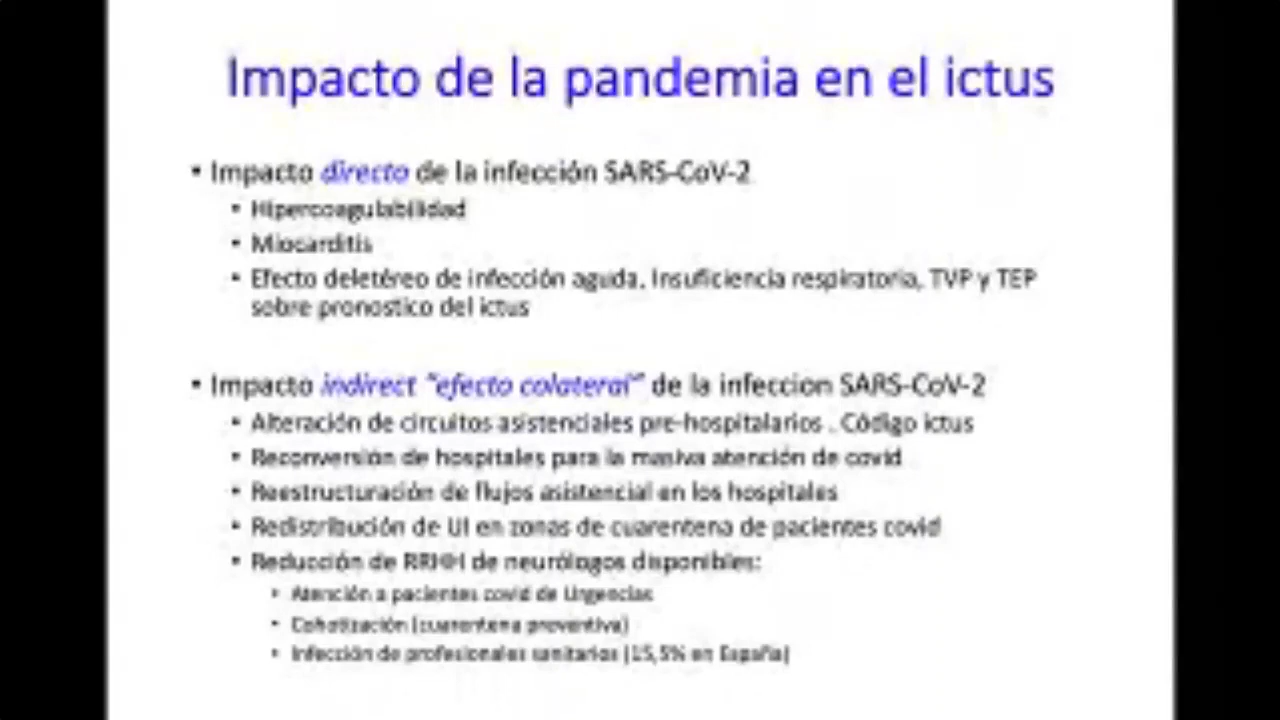 Impacto de la pandemia en el ictus
• Impacto directo de la infección SARS-CoV-2
• Hipercoagulabilidad
• Miocarditis
• Efecto deletéreo de infección aguda, Insuficiencia respiratoria, TVP y TEP
sobre pronostico del ictus
• Impacto indirect "efecto colateral" de la infeccion SARS-CoV-2
• Alteración de circuitos asistenciales pre-hospitalarios . Código ictus
• Reconversión de hospitales para la masiva atención de covid
• Reestructuración de flujos asistencial en los hospitales
• Redistribución de UI en zonas de cuarentena de pacientes covid
• Reducción de RRHH de neurólogos disponibles:
• Atención a pacientes covid de Urgencias
• Cohotización (cuarentena preventiva)
• Infección de profesionales sanitarios (15,5% en España)